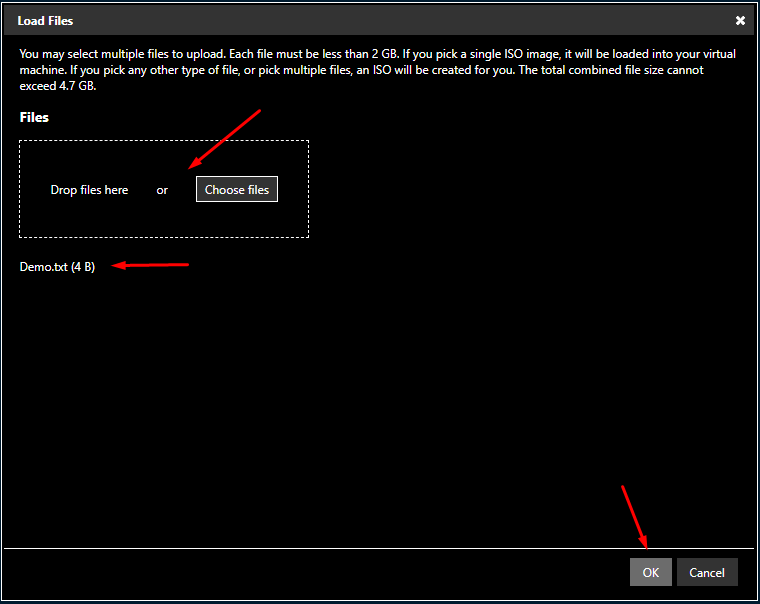 Load Files
You may select multiple files to upload. Each file must be less than 2 GB. If you pick a single ISO image, it will be loaded into your virtual
machine. If you pick any other type of file, or pick multiple files, an ISO will be created for you. The total combined file size cannot
exceed 4.7 GB.
Files
Drop files here or Choose files
Demo.txt (4 B)
OK Cancel